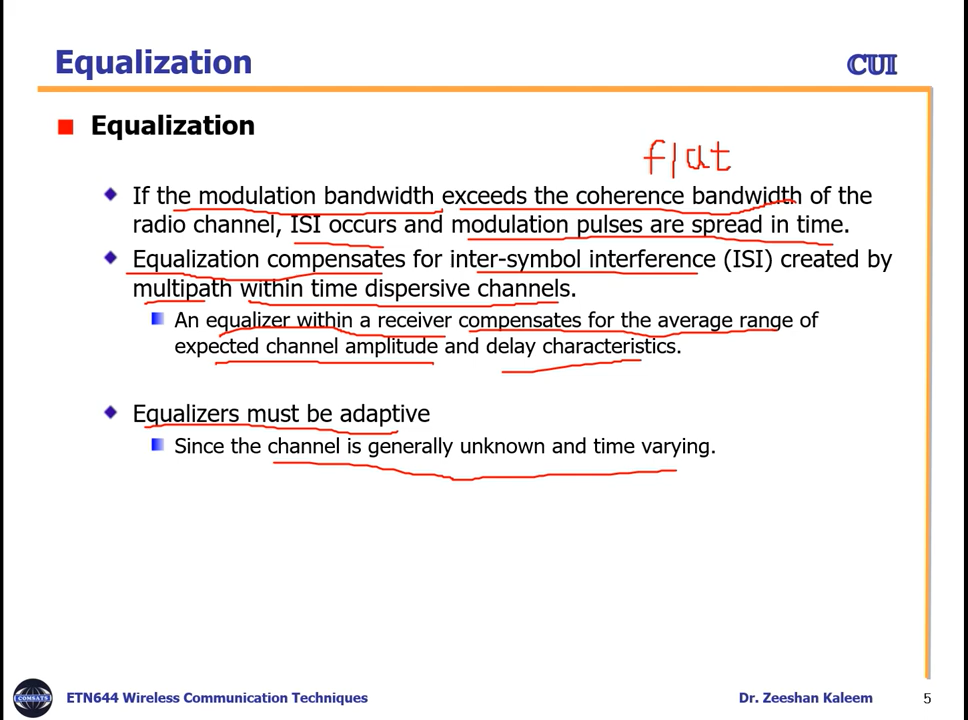 Equalization
CUI
Equalization
flat
If the modulation bandwidth exceeds the coherence bandwidth of the
radio channel, ISI occurs and modulation pulses are spread in time.
Equalization compensates for inter-symbol interference (ISI) created by
multipath within time dispersive channels.
An equalizer within a receiver compensates for the average range of
expected channel amplitude and delay characteristics.
Equalizers must be adaptive
Since the channel is generally unknown and time varying.
COMSATS
ETN644 Wireless Communication Techniques
Dr. Zeeshan Kaleem
5